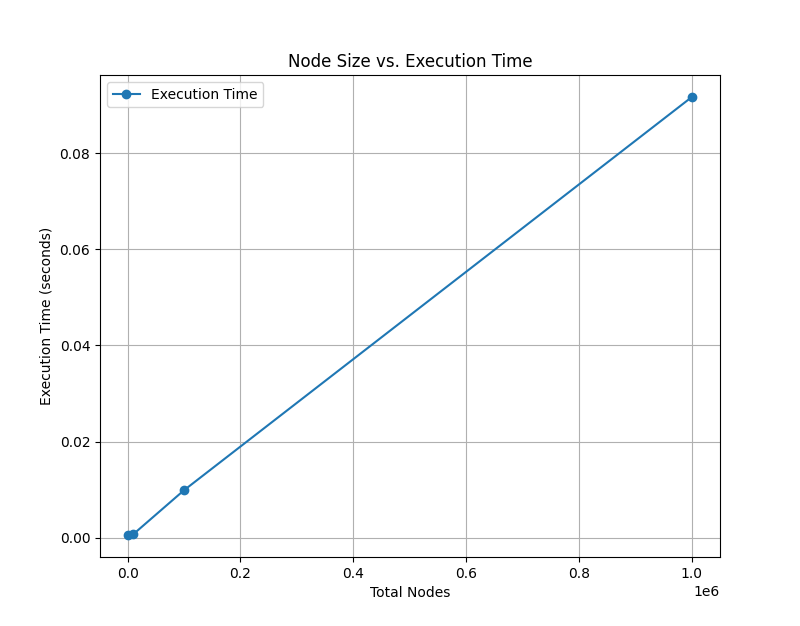 Node Size vs. Execution Time
Execution Time
0.08
0.06
0.04
0.02
0.00
Execution Time (seconds)
0.0 0.2 0.4 0.6 0.8 1.0
1e6
Total Nodes